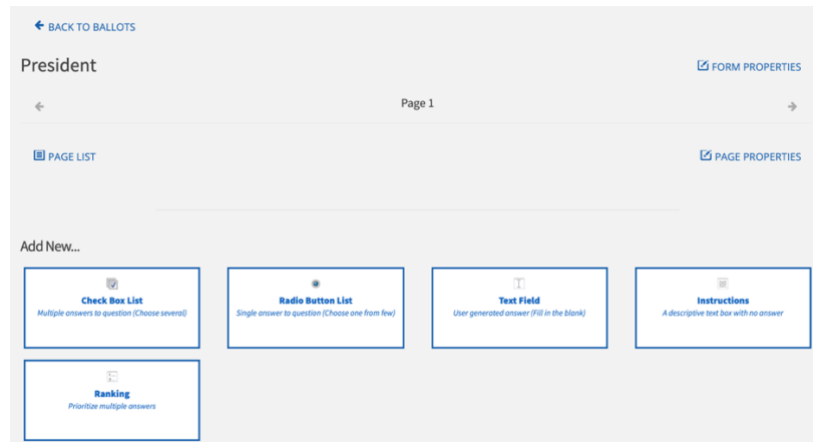 BACK TO BALLOTS
President
FORM PROPERTIES
Page 1
PAGE LIST
PAGE PROPERTIES
Add New...
Check Box List
Multiple answers to question (Choose several)
Radio Button List
Single answer to question (Choose one from few)
Text Field
User generated answer (Fill in the blank)
Instructions
A descriptive text box with no answer
Ranking
Prioritize multiple answers